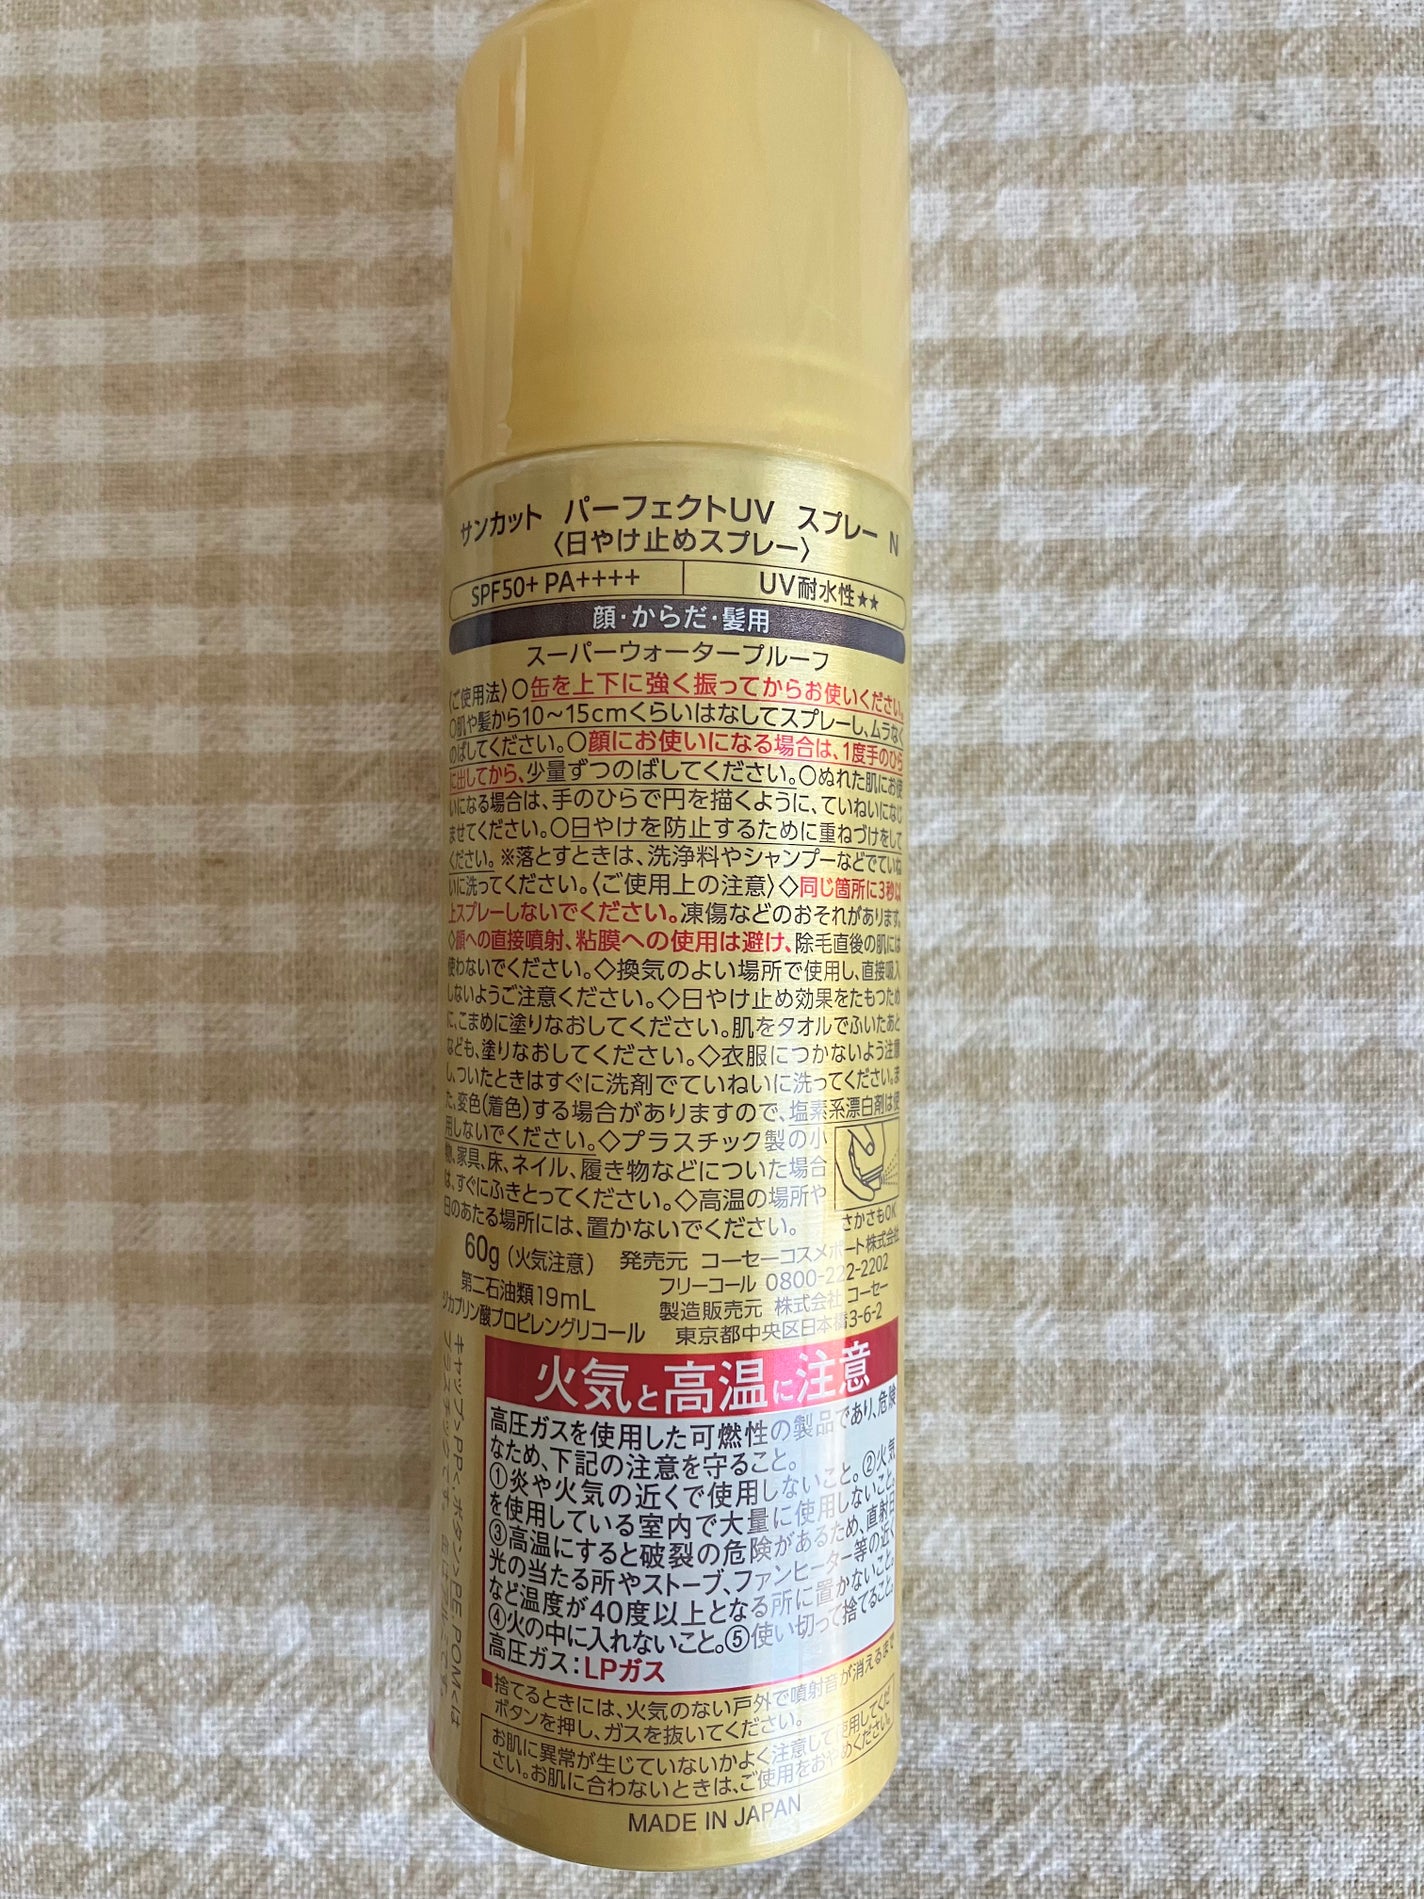 サンカット パーフェクトUV スプレー N
〈日やけ止めスプレー〉
SPF50+ PA++++ UV耐水性★★
顔・からだ・髪用
スーパーウォータープルーフ
〈ご使用法〉○缶を上下に強く振ってからお使いください。
○肌や髪から10～15cmくらいはなしてスプレーし、ムラなく
のばしてください。○顔にお使いになる場合は、1度手のひら
に出してから、少量ずつのばしてください。○ぬれた肌にお使
いになる場合は、手のひらで円を描くように、ていねいになじ
ませてください。○日やけを防止するために重ねづけをして
ください。※落とすときは、洗浄料やシャンプーなどでていね
いに洗ってください。〈ご使用上の注意〉◇同じ箇所に3秒以
上スプレーしないでください。凍傷などのおそれがあります。
◇顔への直接噴射、粘膜への使用は避け、除毛直後の肌には
使わないでください。◇換気のよい場所で使用し、直接吸入
しないようご注意ください。◇日やけ止め効果をたもつため
に、こまめに塗りなおしてください。肌をタオルでふいたあと
なども、塗りなおしてください。◇衣服につかないよう注意
し、ついたときはすぐに洗剤でていねいに洗ってください。ま
た、変色(着色)する場合がありますので、塩素系漂白剤は使
用しないでください。◇プラスチック製の小
物、家具、床、ネイル、履き物などについた場合
は、すぐにふきとってください。◇高温の場所や
日のあたる場所には、置かないでください。
さかさもOK
60g (火気注意)
第二石油類19mL
ジカプリン酸プロピレングリコール
発売元 コーセーコスメポート株式会社
フリーコール 0800-222-2202
製造販売元 株式会社 コーセー
東京都中央区日本橋3-6-2
キャップ>PP<、ボタン>PE、POM<は
プラスチックです。缶はアルミです。
火気と高温に注意
高圧ガスを使用した可燃性の製品であり、危険
なため、下記の注意を守ること。
①炎や火気の近くで使用しないこと。②火気
を使用している室内で大量に使用しないこと。
③高温にすると破裂の危険があるため、直射日
光の当たる所やストーブ、ファンヒーター等の近く
など温度が40度以上となる所に置かないこと。
④火の中に入れないこと。⑤使い切って捨てること。
高圧ガス：LPガス
■捨てるときには、火気のない戸外で噴射音が消えるまで
ボタンを押し、ガスを抜いてください。
お肌に異常が生じていないかよく注意して使用してくだ
さい。お肌に合わないときは、ご使用をおやめください。
MADE IN JAPAN